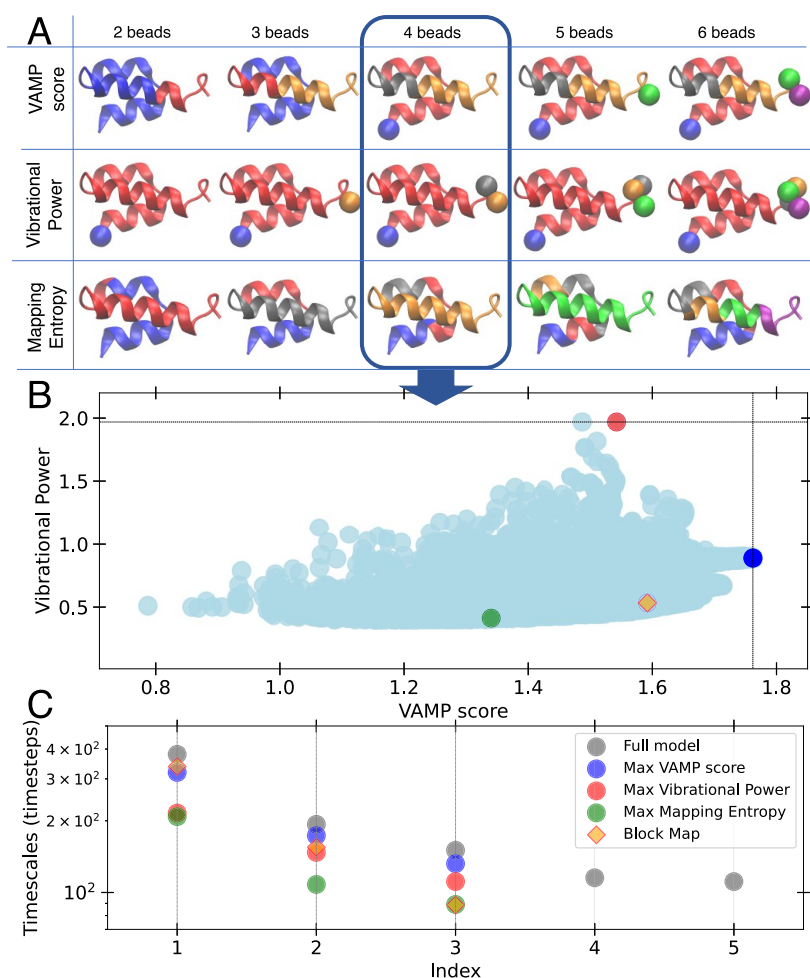 A
2 beads 3 beads 4 beads 5 beads 6 beads
VAMP
score
Vibrational
Power
Mapping
Entropy
B
Vibrational Power
2.0
1.5
1.0
0.5
0.8 1.0 1.2 1.4 1.6 1.8
VAMP score
C
Timescales (timesteps)
4 × 10²
3 × 10²
2 × 10²
10²
Full model
Max VAMP score
Max Vibrational Power
Max Mapping Entropy
Block Map
1 2 3 4 5
Index